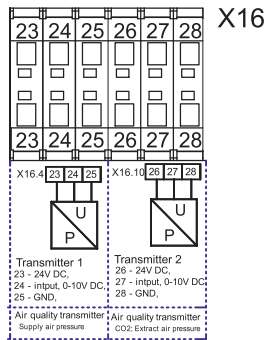 X16
23 24 25 26 27 28
23 24 25 26 27 28
X16.4 23 24 25
X16.10 26 27 28
U
P
U
P
Transmitter 1
23 - 24V DC,
24 - intput, 0-10V DC
25 - GND,
Transmitter 2
26 - 24V DC,
27 - intput, 0-10V DC
28 - GND,
Air quality transmitter
Supply air pressure
Air quality transmitter
CO2; Extract air pressure